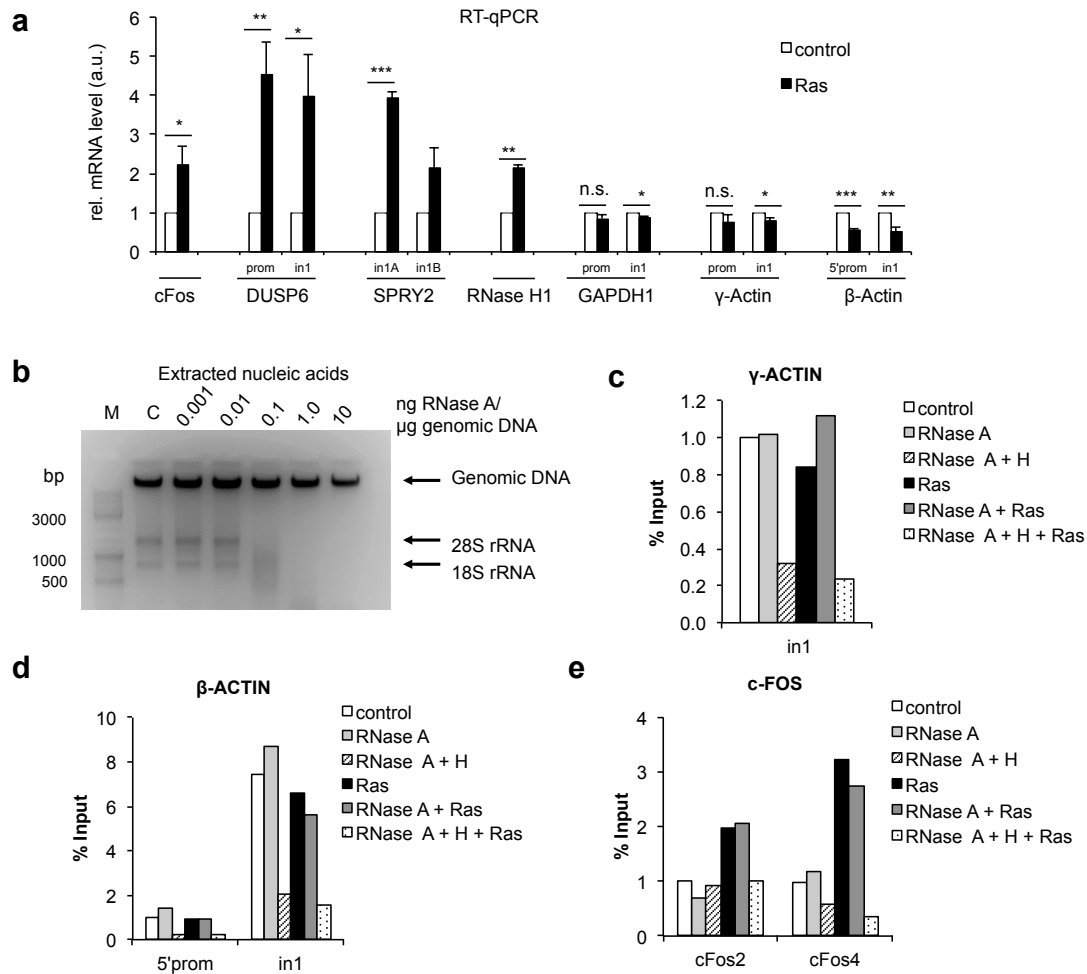 a
RT-qPCR
rel. mRNA level (a.u.)
6
5
4
3
2
1
0
control
Ras
*
**
*
***
**
n.s.
*
n.s.
*
***
**
prom
in1
in1A
in1B
prom
in1
prom
in1
5'prom
in1
cFos
DUSP6
SPRY2
RNase H1
GAPDH1
γ-Actin
β-Actin
b
Extracted nucleic acids
M
C
0.001
0.01
0.1
1.0
10
ng RNase A/
μg genomic DNA
bp
3000
1000
500
Genomic DNA
28S rRNA
18S rRNA
c
γ-ACTIN
% Input
1.2
1.0
0.8
0.6
0.4
0.2
0.0
in1
control
RNase A
RNase A + H
Ras
RNase A + Ras
RNase A + H + Ras
d
β-ACTIN
% Input
10
8
6
4
2
0
5'prom
in1
control
RNase A
RNase A + H
Ras
RNase A + Ras
RNase A + H + Ras
e
c-FOS
% Input
4
3
2
1
0
cFos2
cFos4
control
RNase A
RNase A + H
Ras
RNase A + Ras
RNase A + H + Ras